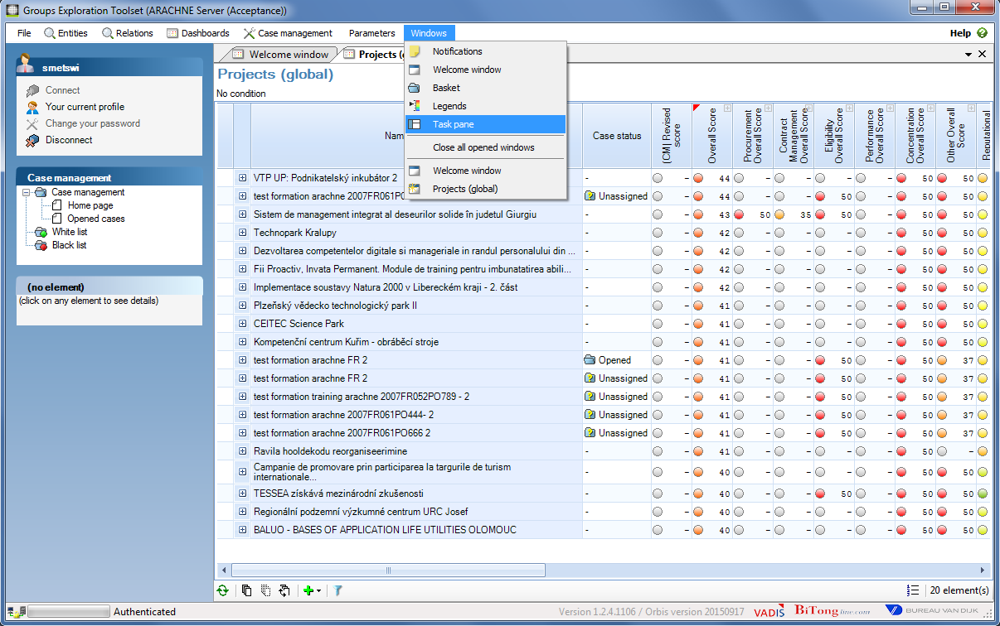 Groups Exploration Toolset (ARACHNE Server (Acceptance))
File Entities Relations Dashboards Case management Parameters Windows Help
smetswi
Connect
Your current profile
Change your password
Disconnect
Case management
Case management
Home page
Opened cases
White list
Black list
(no element)
(click on any element to see details)
Welcome window Projects (
Notifications
Welcome window
Basket
Legends
Task pane
Close all opened windows
Welcome window
Projects (global)
Projects (global)
No condition
Nam Case status [CM] Revised score Overall Score Procurement Overall Score Contract Management Overall Score Eligibility Overall Score Performance Overall Score Concentration Overall Score Other Overall Score Reputational
VTP UP: Podnikatelský inkubátor 2 - - 44 - - - - 50 50
test formation arachne 2007FR061PO Unassigned - 44 - - 50 - 50 50
Sistem de management integrat al deseurilor solide în judetul Giurgiu - - 43 50 35 50 - 50 50
Technopark Kralupy - - 42 - - - - 50 50
Dezvoltarea competentelor digitale si manageriale in randul personalului din ... - - 42 - - - - 50 50
Fii Proactiv, Invata Permanent. Module de training pentru imbunatatirea abili... - - 42 - - - - 50 50
Implementace soustavy Natura 2000 v Libereckém kraji - 2. část - - 42 - - - - 50 50
Plzeňský vědecko technologický park II - - 41 - - - - 50 50
CEITEC Science Park - - 41 - - - - 50 50
Kompetenční centrum Kuřim - obráběcí stroje - - 41 - - - - 50 50
test formation arachne FR 2 Opened - 41 - - 50 - 50 37
test formation arachne FR 2 Unassigned - 41 - - 50 - 50 37
test formation training arachne 2007FR052PO789 - 2 Unassigned - 41 - - 50 - 50 37
test formation arachne 2007FR061PO444- 2 Unassigned - 41 - - 50 - 50 37
test formation arachne 2007FR061PO666 2 Unassigned - 41 - - 50 - 50 37
Ravila hooldekodu reorganiseerimine - - 41 - - - - 50 -
Campanie de promovare prin participarea la targurile de turism
internationale... - - 40 - - - - 50 50
TESSEA získává mezinárodní zkušenosti - - 40 - - 50 - 50 50
Regionální podzemní výzkumné centrum URC Josef - - 40 - - - - 50 50
BALUO - BASES OF APPLICATION LIFE UTILITIES OLOMOUC - - 40 - - - - 50 50
20 element(s)
Authenticated Version 1.2.4.1106 / Orbis version 20150917 VADIS BiTongline.com BUREAU VAN DIJK